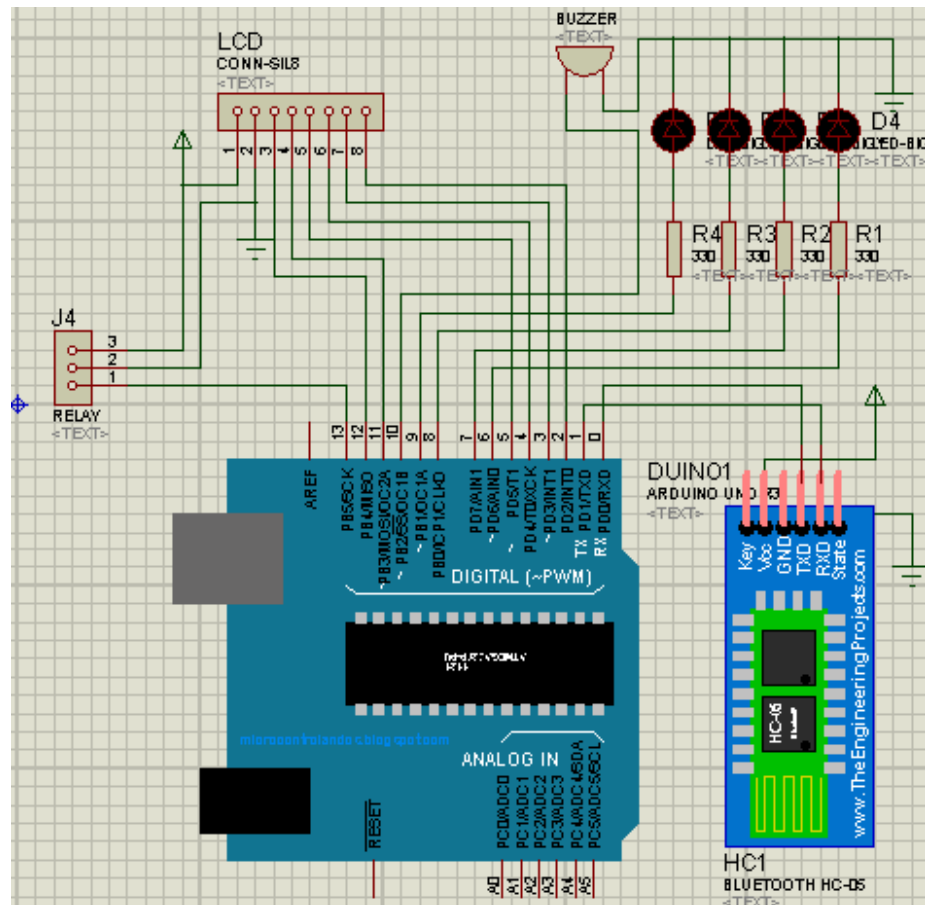 BUZZER
<TEXT>
LCD
CONN-SIL8
<TEXT>
1 2 3 4 5 6 7 8
D4
<TEXT>
R4 R3 R2 R1
330 330 330 330
<TEXT>
J4
3
2
1
RELAY
<TEXT>
13 12 11 10 9 8 7 6 5 4 3 2 1 0
AREF
PB5/SCK
PB4/MISO
~PB3/MOSI/OC2A
~PB2/SS/OC1B
~PB1/OC1A
PB0/ICP1/CLKO
PD7/AIN1
~PD6/AIN0
~PD5/T1
PD4/T0/XCK
~PD3/INT1
PD2/INT0
TX PD1/TXD
RX PD0/RXD
DIGITAL (~PWM)
DUINO1
ARDUINO UNO R3
<TEXT>
Key
Vcc
GND
TXD
RXD
State
HC-05
www.TheEngineeringProjects.com
microcontrolandos.blogspot.com
ANALOG IN
RESET
PC0/ADC0
PC1/ADC1
PC2/ADC2
PC3/ADC3
PC4/ADC4/SDA
PC5/ADC5/SCL
A0 A1 A2 A3 A4 A5
HC1
BLUETOOTH HC-05
<TEXT>